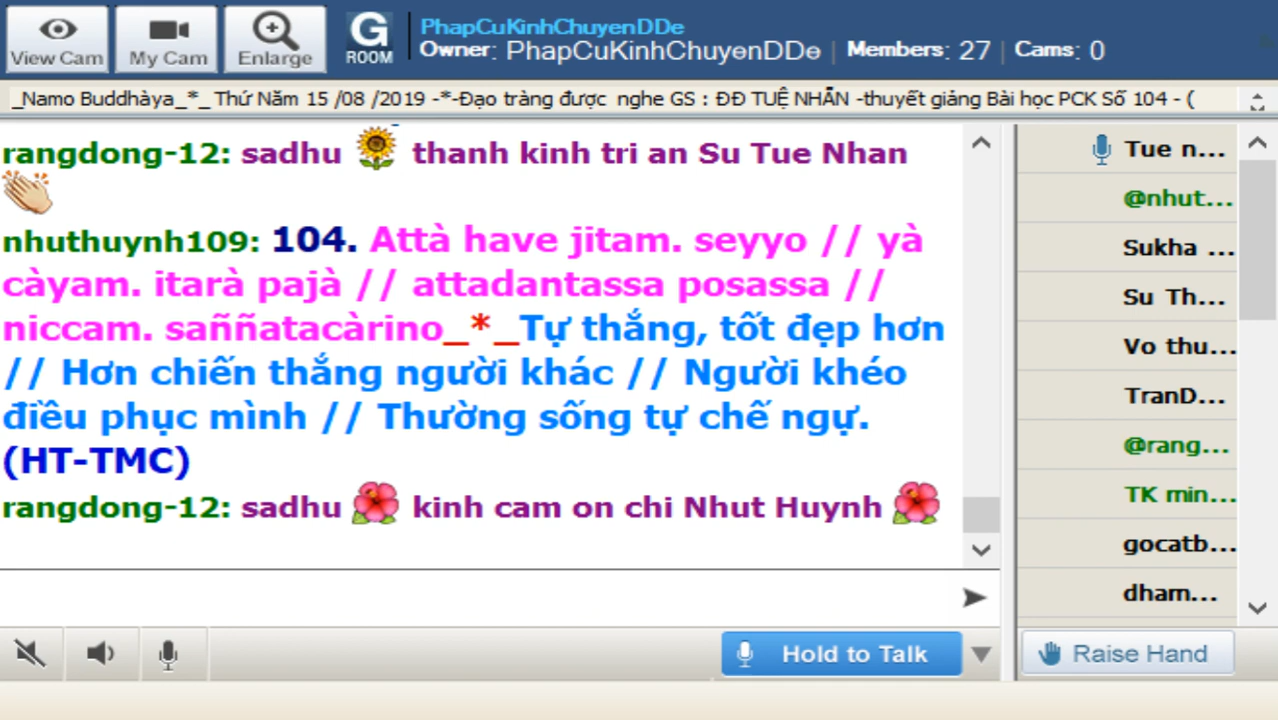 View Cam
My Cam
Enlarge
G
ROOM
PhapCuKinhChuyenDDe
Owner: PhapCuKinhChuyenDDe | Members: 27 | Cams: 0
_Namo Buddhàya_*_ Thứ Năm 15 /08 /2019 -*-Đạo tràng được nghe GS : ĐĐ TUỆ NHẪN -thuyết giảng Bài học PCK Số 104 - (
rangdong-12: sadhu thanh kinh tri an Su Tue Nhan
nhuthuynh109: 104. Attà have jitam. seyyo // yà
càyam. itarà pajà // attadantassa posassa //
niccam. saññatacàrino_*_Tự thắng, tốt đẹp hơn
// Hơn chiến thắng người khác // Người khéo
điều phục mình // Thường sống tự chế ngự.
(HT-TMC)
rangdong-12: sadhu kinh cam on chi Nhut Huynh
Tue n...
@nhut...
Sukha ...
Su Th...
Vo thu...
TranD...
@rang...
TK min...
gocatb...
dham...
Hold to Talk
Raise Hand